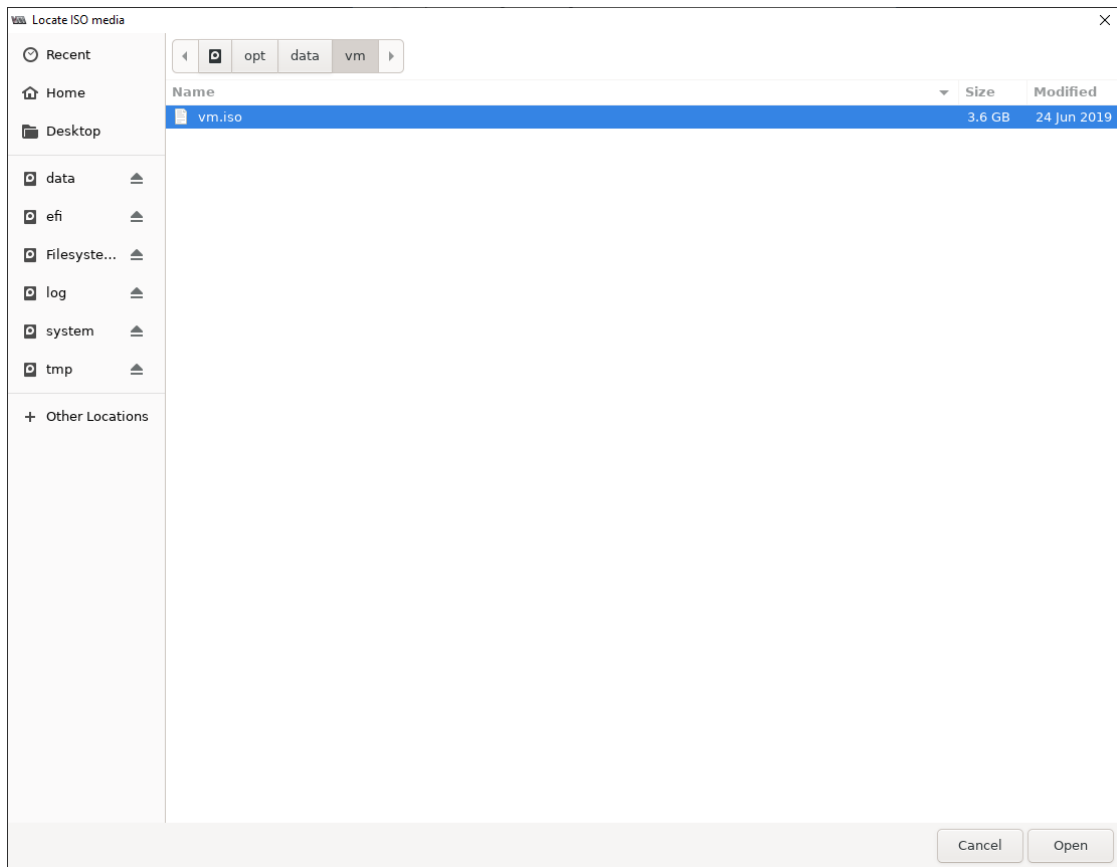 Locate ISO media
Recent
Home
Desktop
data
efi
Filesyste...
log
system
tmp
+ Other Locations
opt data vm
Name Size Modified
vm.iso 3.6 GB 24 Jun 2019
Cancel Open